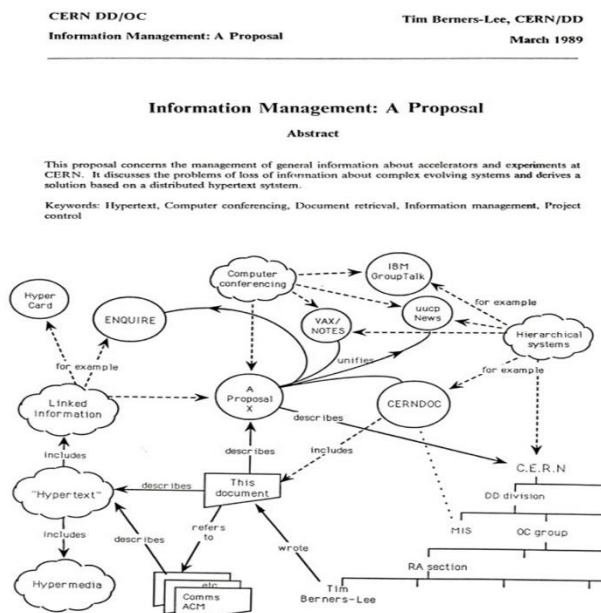 CERN DD/OC
Tim Berners-Lee, CERN/DD
Information Management: A Proposal
March 1989
Information Management: A Proposal
Abstract
This proposal concerns the management of general information about accelerators and experiments at
CERN. It discusses the problems of loss of information about complex evolving systems and derives a
solution based on a distributed hypertext sytstem.
Keywords: Hypertext, Computer conferencing, Document retrieval, Information management, Project
control
Computer
conferencing
IBM
GroupTalk
Hyper
Card
ENQUIRE
VAX/
NOTES
uucp
News
for example
Hierarchical
systems
unifies
for example
for example
Linked
information
A
Proposal
X
CERNDOC
describes
includes
describes
includes
C.E.R.N
"Hypertext"
describes
This
document
DD division
includes
describes
refers
to
MIS
OC group
wrote
RA section
Hypermedia
etc
Comms
ACM
Tim
Berners-Lee